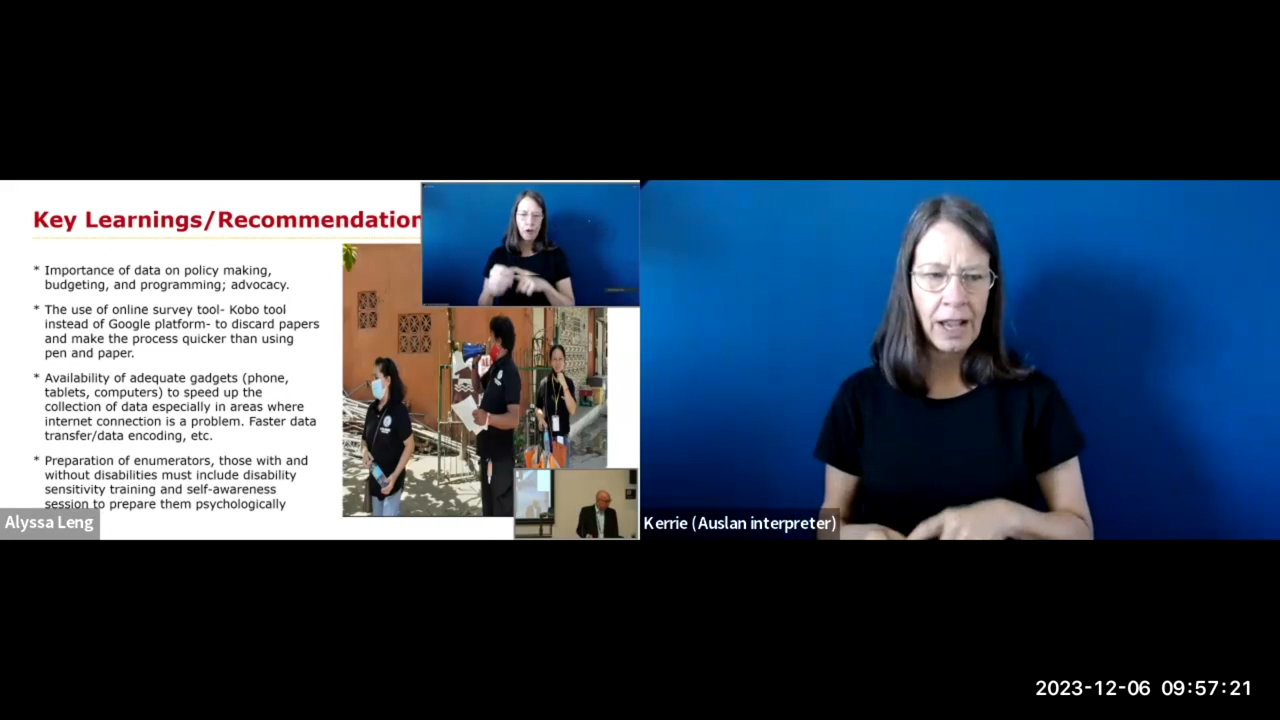 Key Learnings/Recommendation
* Importance of data on policy making,
budgeting, and programming; advocacy.
* The use of online survey tool- Kobo tool
instead of Google platform- to discard papers
and make the process quicker than using
pen and paper.
* Availability of adequate gadgets (phone,
tablets, computers) to speed up the
collection of data especially in areas where
internet connection is a problem. Faster data
transfer/data encoding, etc.
* Preparation of enumerators, those with and
without disabilities must include disability
sensitivity training and self-awareness
session to prepare them psychologically
Alyssa Leng
Kerrie (Auslan interpreter)
2023-12-06 09:57:21